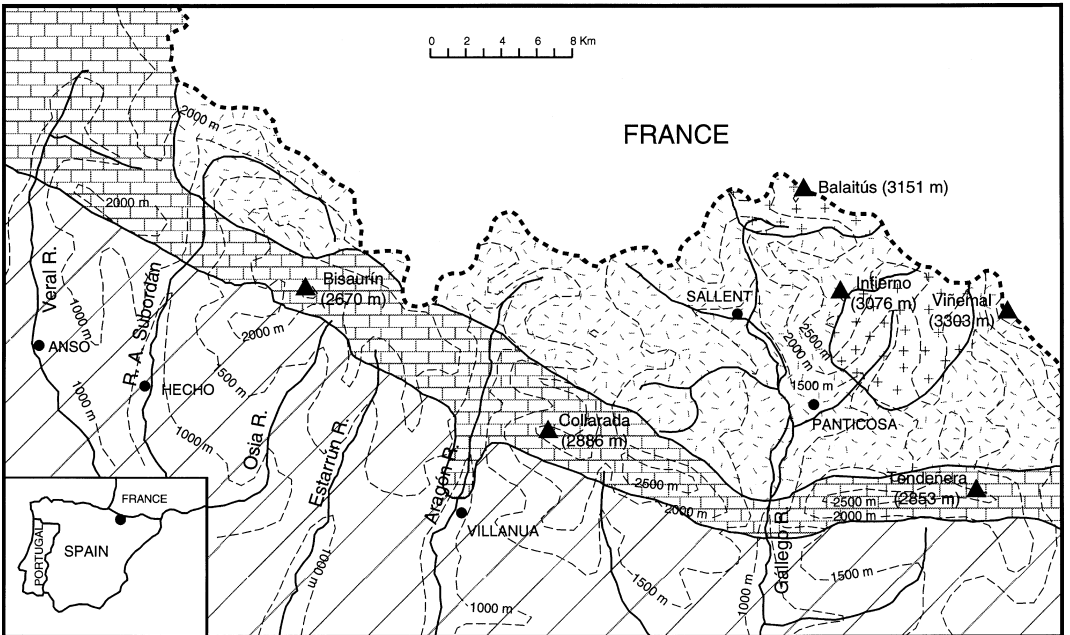 0 2 4 6 8 Km
FRANCE
2000 m
Balaitús (3151 m)
2000 m
Veral R.
R. A. Subordán
Bisaurín
(2670 m)
SALLENT
Infierno
(3076 m)
Viñemal
(3303 m)
1000 m
2000 m
2500 m
2000 m
ANSO
HECHO
1500 m
1500 m
1000 m
PANTICOSA
Collarada
(2886 m)
1000 m
Osia R.
Estarrún R.
Aragón R.
2500 m
2000 m
Tendenera
(2853 m)
2500 m
2000 m
FRANCE
SPAIN
PORTUGAL
VILLANUA
Gállego R.
1000 m
1500 m
1500 m
1000 m
1000 m